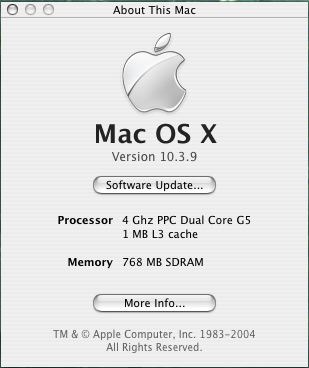 About This Mac
Mac OS X
Version 10.3.9
Software Update...
Processor 4 Ghz PPC Dual Core G5
1 MB L3 cache
Memory 768 MB SDRAM
More Info...
TM & © Apple Computer, Inc. 1983-2004
All Rights Reserved.